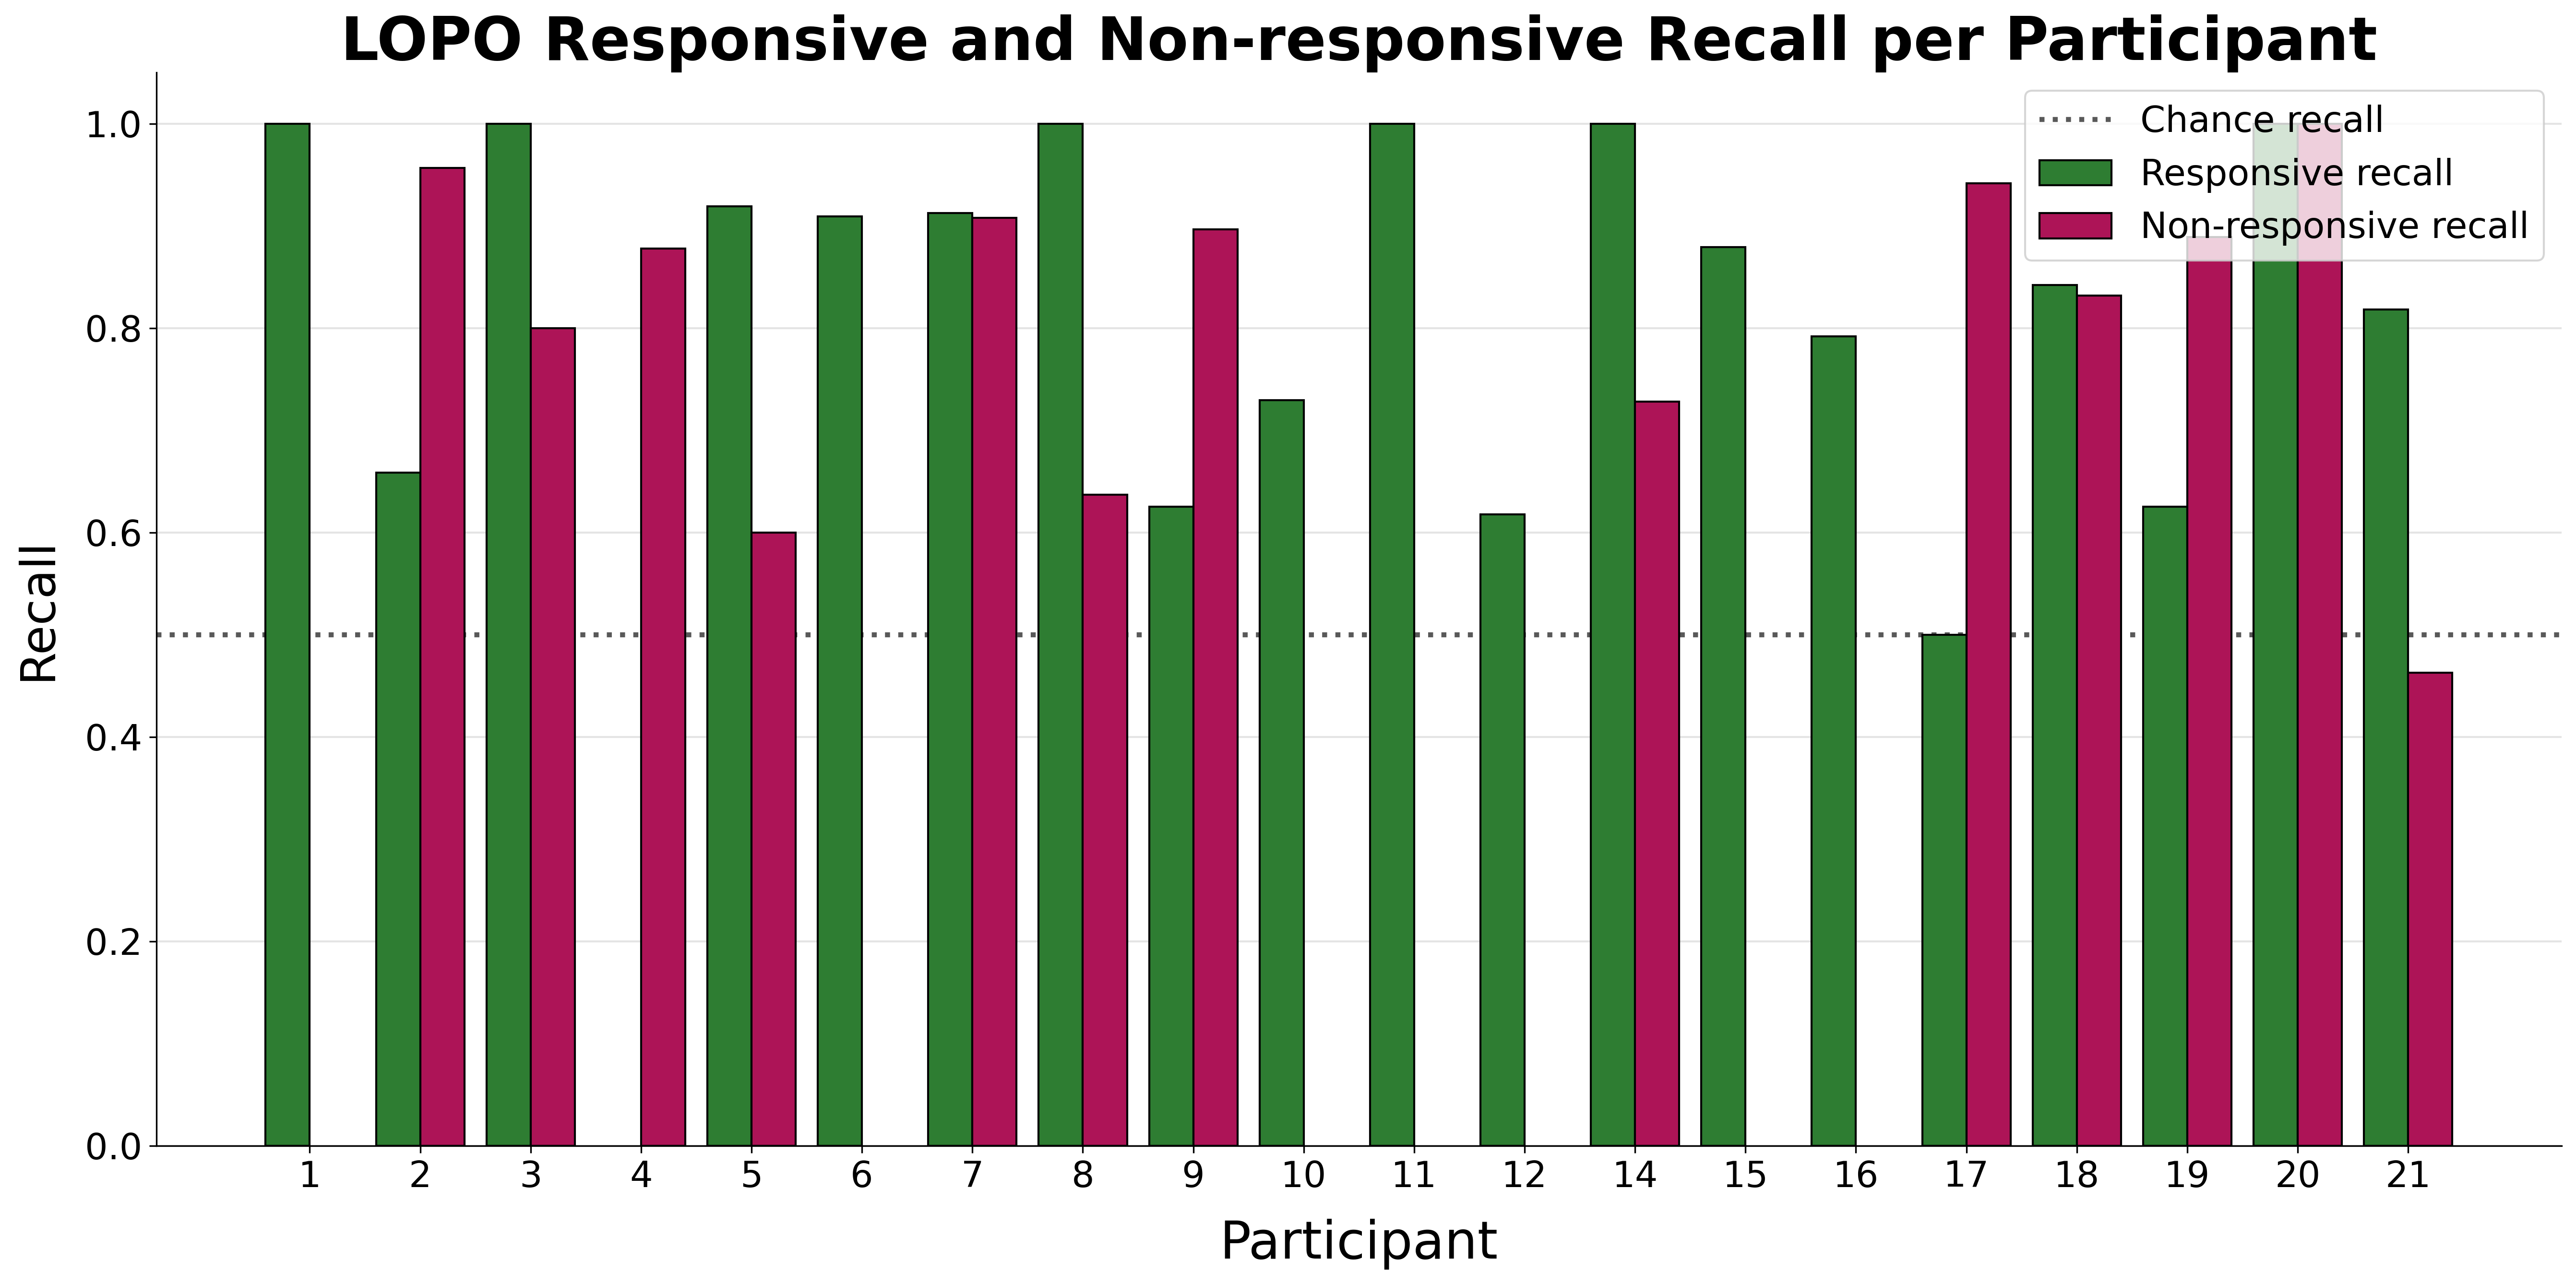 LOPO Responsive and Non-responsive Recall per Participant
Chance recall
Responsive recall
Non-responsive recall
Recall
1.0
0.8
0.6
0.4
0.2
0.0
1 2 3 4 5 6 7 8 9 10 11 12 14 15 16 17 18 19 20 21
Participant